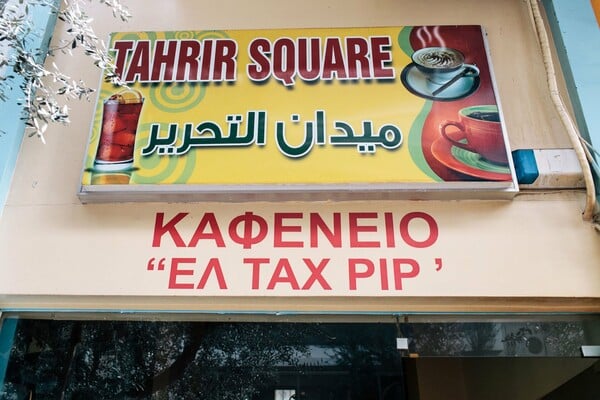 TAHRIR SQUARE
ميدان التحرير
ΚΑΦΕΝΕΙΟ
“ΕΛ ΤΑΧ ΡΙΡ ’